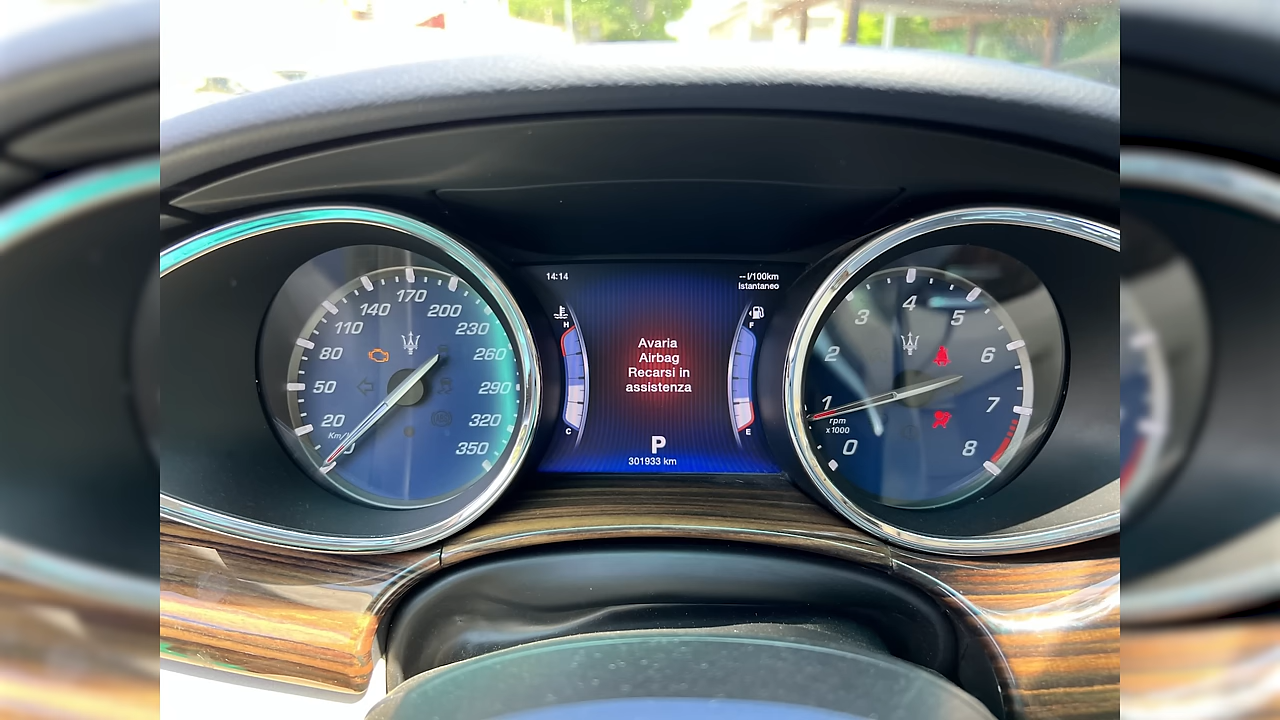 14:14
--l/100km
Istantaneo
H
C
F
E
Avaria
Airbag
Recarsi in
assistenza
P
301933 km
20
50
80
110
140
170
200
230
260
290
320
350
0
1
2
3
4
5
6
7
8
rpm
x1000